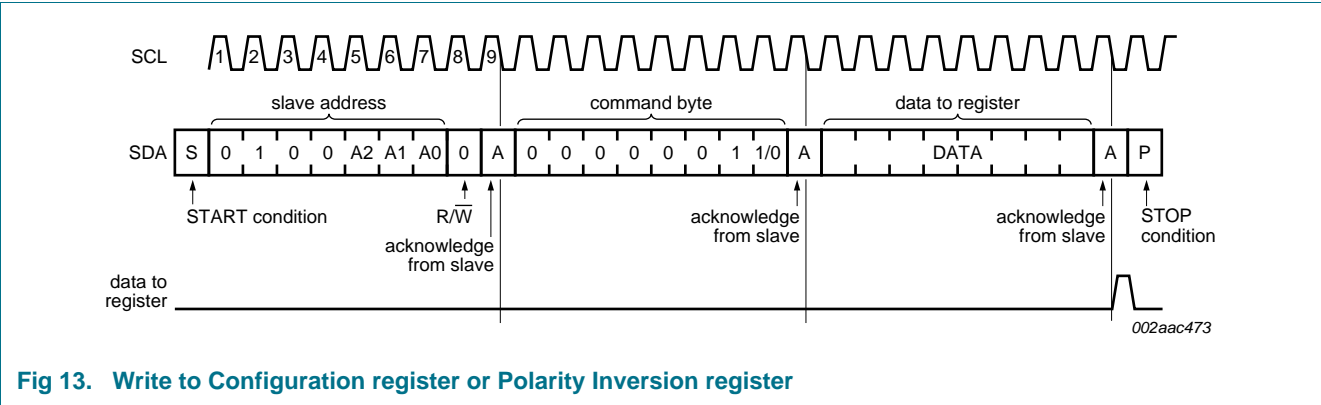 SCL 1 2 3 4 5 6 7 8 9
slave address command byte data to register
SDA S 0 1 0 0 A2 A1 A0 0 A 0 0 0 0 0 0 1 1/0 A DATA A P
START condition R/W̅ acknowledge from slave acknowledge from slave acknowledge from slave STOP condition
data to
register
002aac473
Fig 13. Write to Configuration register or Polarity Inversion register